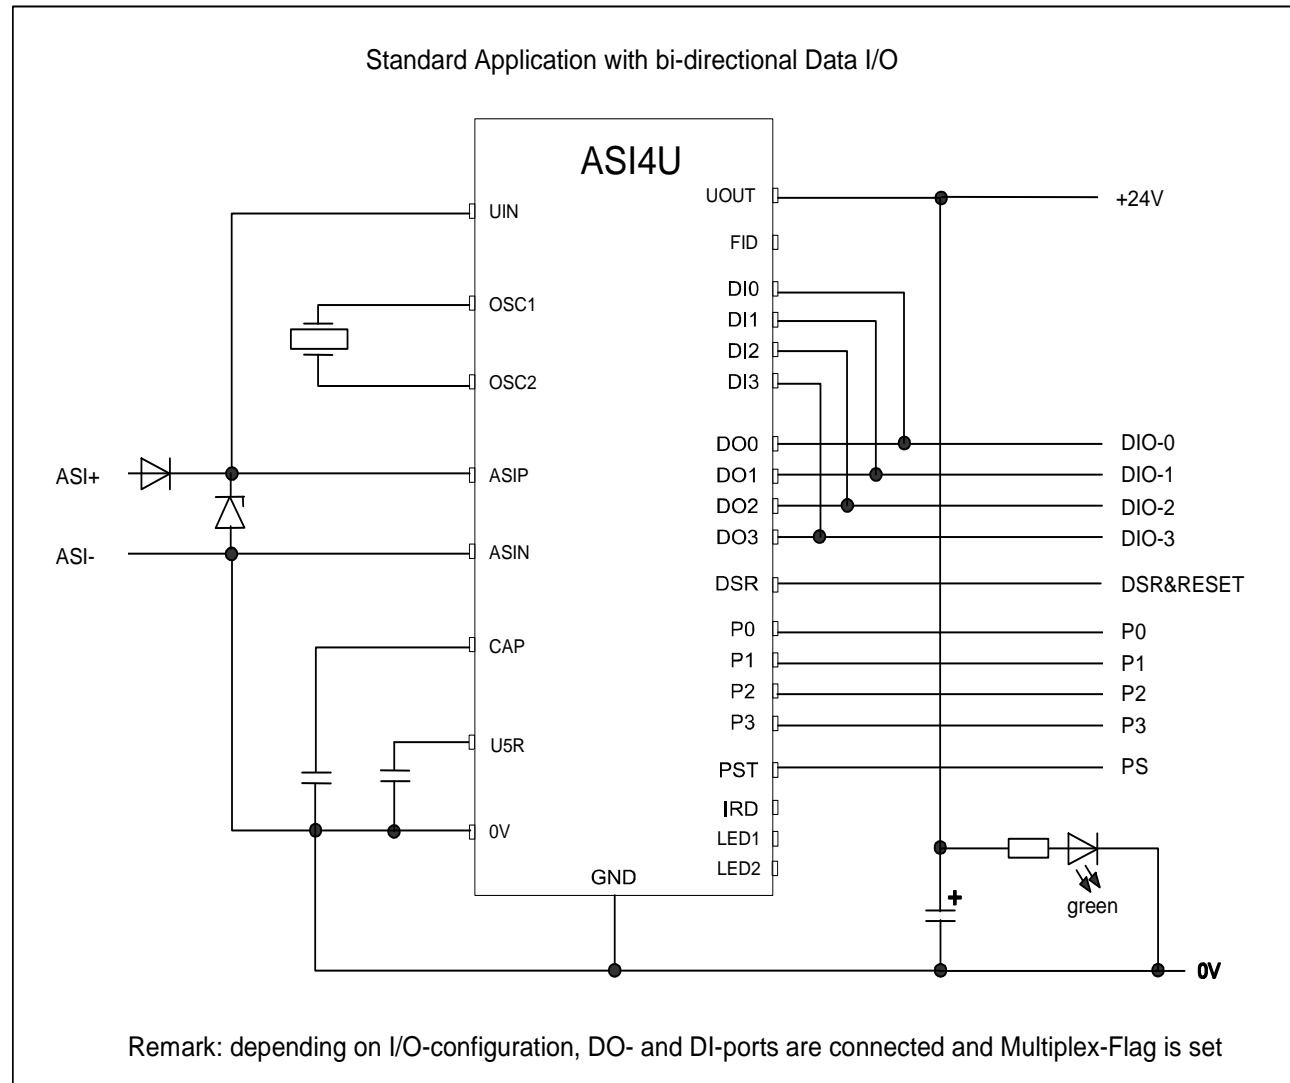 Standard Application with bi-directional Data I/O
ASI4U
UIN
OSC1
OSC2
ASI+
ASIP
ASI-
ASIN
CAP
U5R
0V
GND
UOUT
+24V
FID
DI0
DI1
DI2
DI3
DO0
DIO-0
DO1
DIO-1
DO2
DIO-2
DO3
DIO-3
DSR
DSR&RESET
P0
P0
P1
P1
P2
P2
P3
P3
PST
PS
IRD
LED1
LED2
+
green
0V
Remark: depending on I/O-configuration, DO- and DI-ports are connected and Multiplex-Flag is set